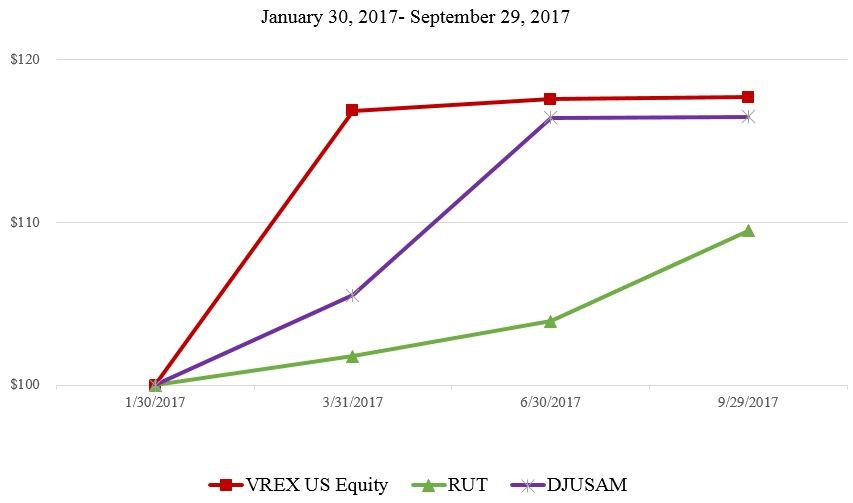 January 30, 2017- September 29, 2017
$120
$110
$100
1/30/2017 3/31/2017 6/30/2017 9/29/2017
VREX US Equity RUT DJUSAM